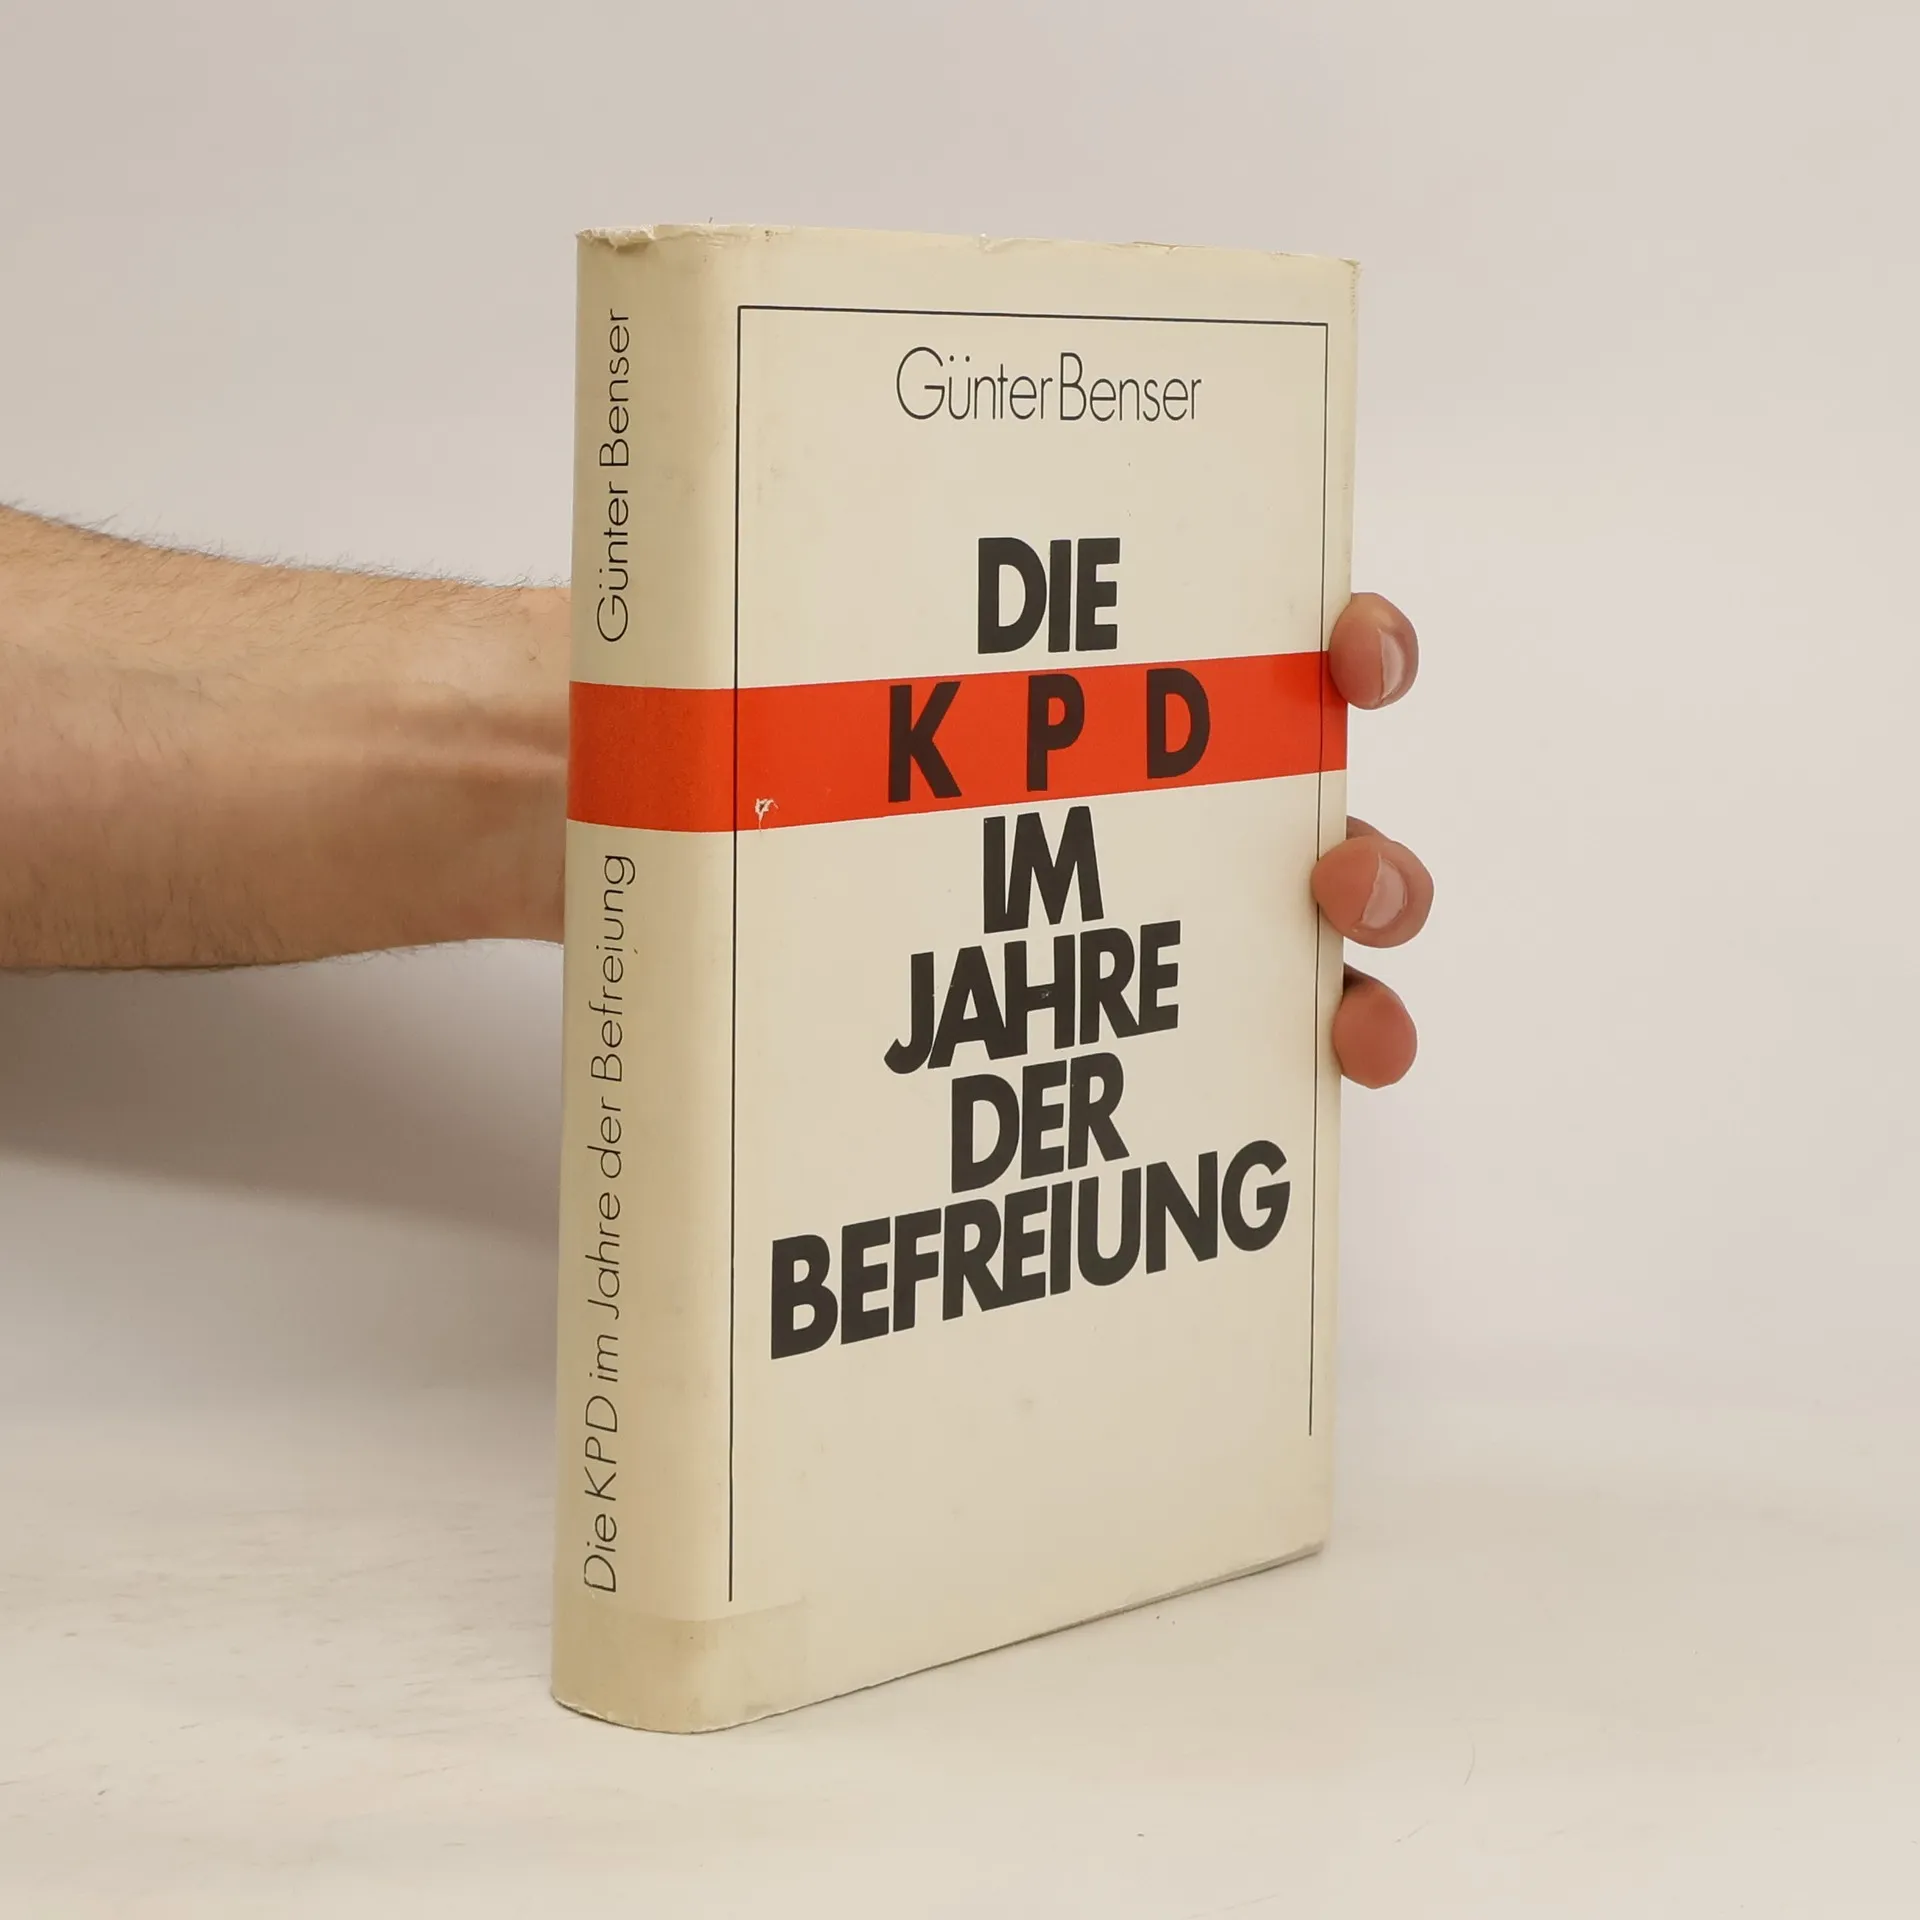 Günter Benser
Die KPD im Jahre der Befreiung
Günter Benser
DIE
KPD
IM
JAHRE
DER
BEFREIUNG